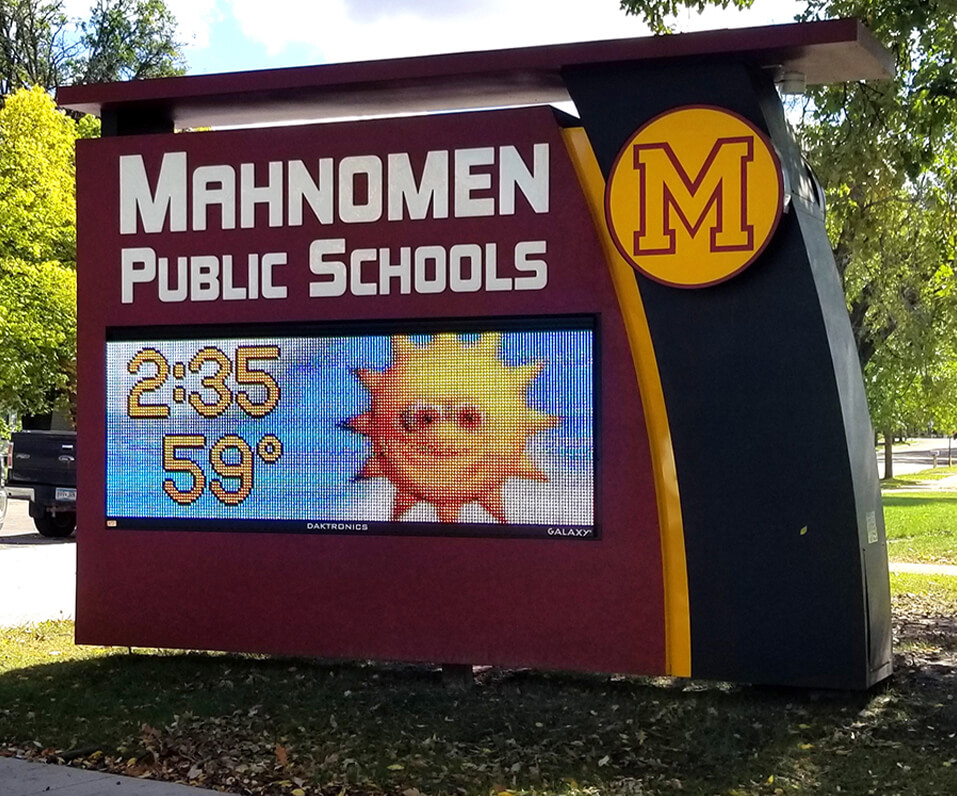 MAHNOMEN
PUBLIC SCHOOLS
M
2:35
59°
DAKTRONICS
GALAXY